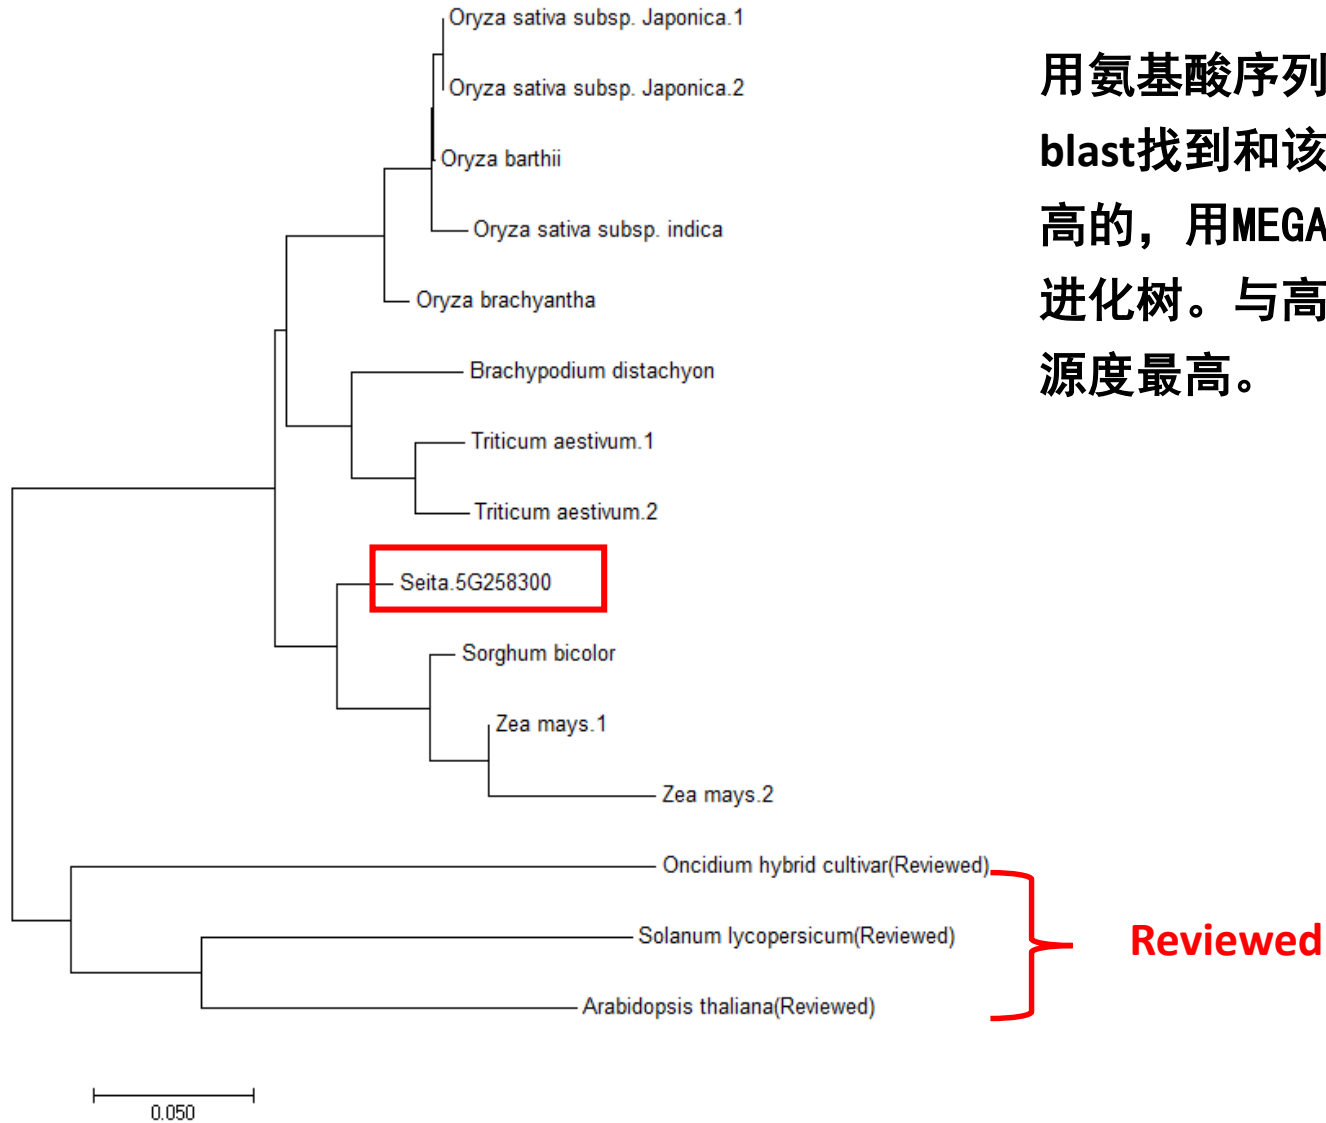 Oryza sativa subsp. Japonica.1
Oryza sativa subsp. Japonica.2
Oryza barthii
Oryza sativa subsp. indica
Oryza brachyantha
Brachypodium distachyon
Triticum aestivum.1
Triticum aestivum.2
Seita.5G258300
Sorghum bicolor
Zea mays.1
Zea mays.2
Oncidium hybrid cultivar(Reviewed)
Solanum lycopersicum(Reviewed)
Arabidopsis thaliana(Reviewed)
0.050
用氨基酸序列
blast找到和该
高的，用MEGA
进化树。与高
源度最高。
Reviewed